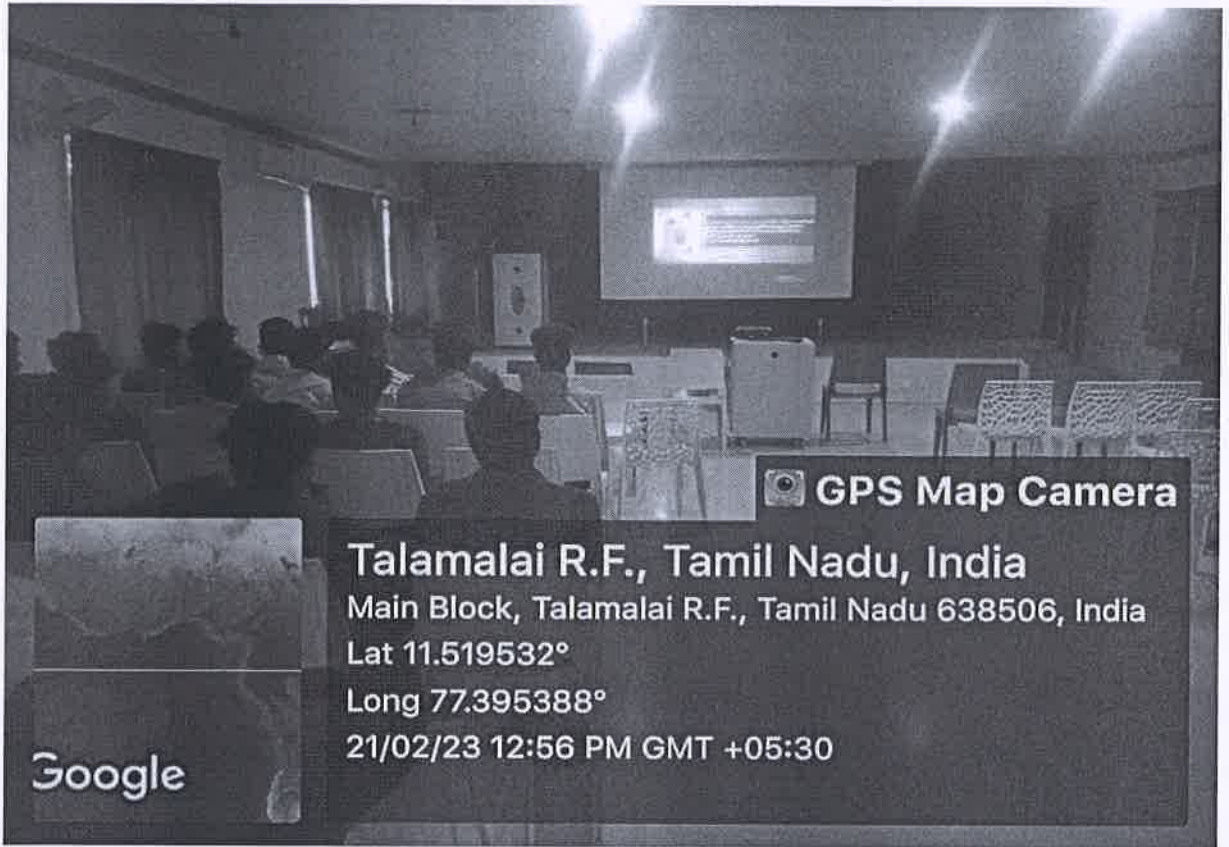 GPS Map Camera
Talamalai R.F., Tamil Nadu, India
Main Block, Talamalai R.F., Tamil Nadu 638506, India
Lat 11.519532°
Long 77.395388°
21/02/23 12:56 PM GMT +05:30
Google